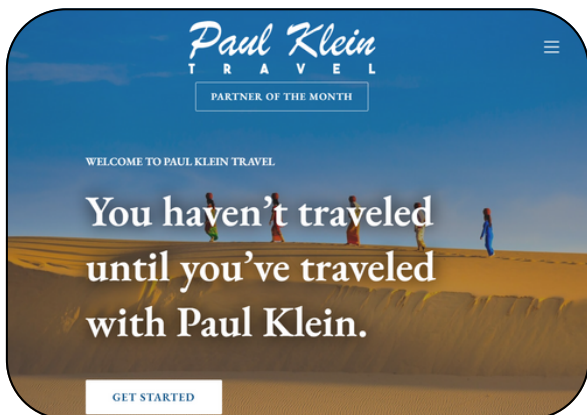 Paul Klein
TRAVEL
PARTNER OF THE MONTH
WELCOME TO PAUL KLEIN TRAVEL
You haven't traveled
until you've traveled
with Paul Klein.
GET STARTED